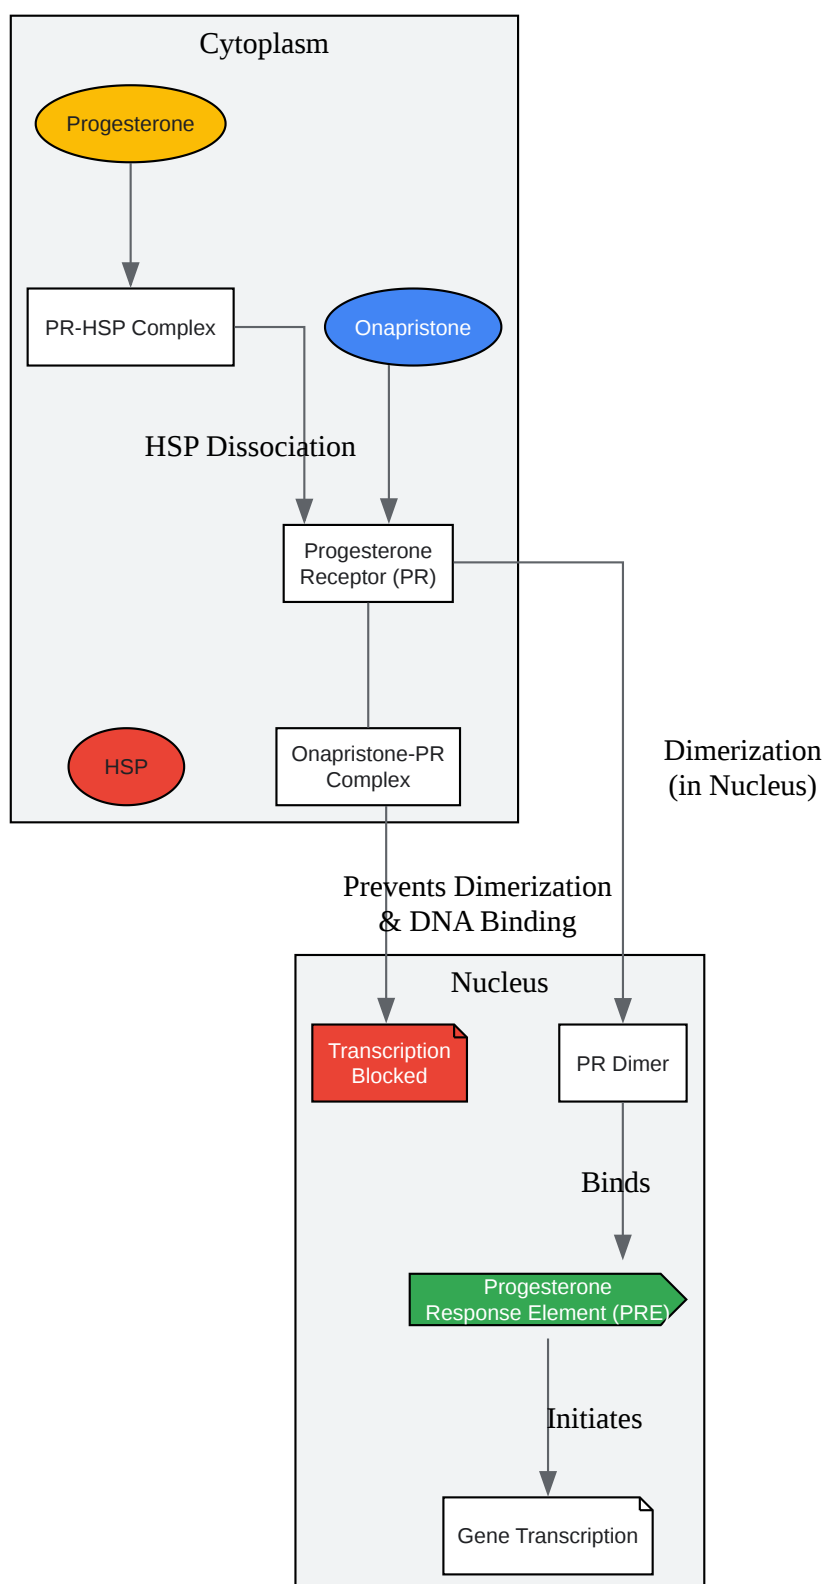 Cytoplasm
Progesterone
PR-HSP Complex
Onapristone
HSP Dissociation
Progesterone
Receptor (PR)
HSP
Onapristone-PR
Complex
Dimerization
(in Nucleus)
Prevents Dimerization
& DNA Binding
Nucleus
Transcription
Blocked
PR Dimer
Binds
Progesterone
Response Element (PRE)
Initiates
Gene Transcription